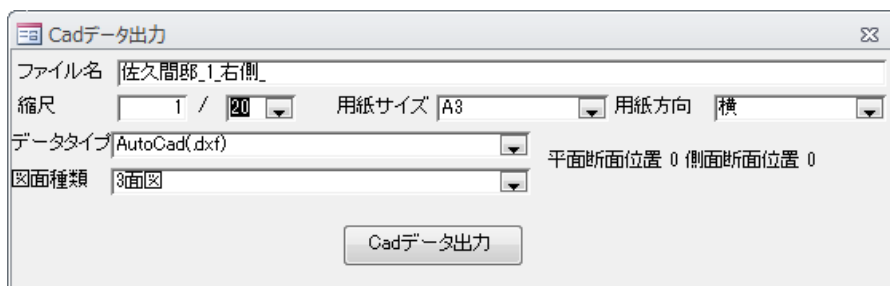 Cadデータ出力
ファイル名 佐久間邸_1_右側_
縮尺 1 / 20 用紙サイズ A3 用紙方向 横
データタイプ AutoCad(.dxf)
平面断面位置 0 側面断面位置 0
図面種類 3面図
Cadデータ出力